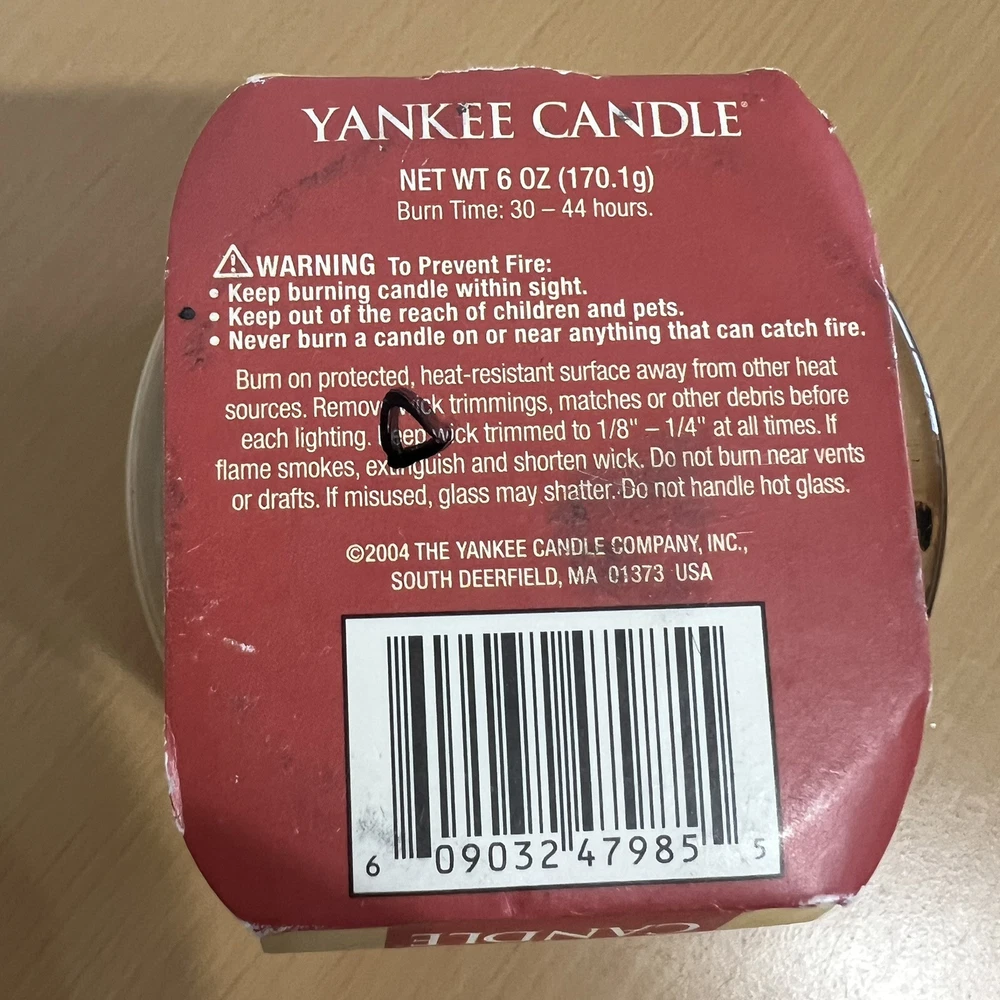 YANKEE CANDLE®
NET WT 6 OZ (170.1g)
Burn Time: 30 – 44 hours.
WARNING To Prevent Fire:
• Keep burning candle within sight.
• Keep out of the reach of children and pets.
• Never burn a candle on or near anything that can catch fire.
Burn on protected, heat-resistant surface away from other heat
sources. Remove wick trimmings, matches or other debris before
each lighting. Keep wick trimmed to 1/8" – 1/4" at all times. If
flame smokes, extinguish and shorten wick. Do not burn near vents
or drafts. If misused, glass may shatter. Do not handle hot glass.
©2004 THE YANKEE CANDLE COMPANY, INC.,
SOUTH DEERFIELD, MA 01373 USA
6 09032 47985 5
CANDLE